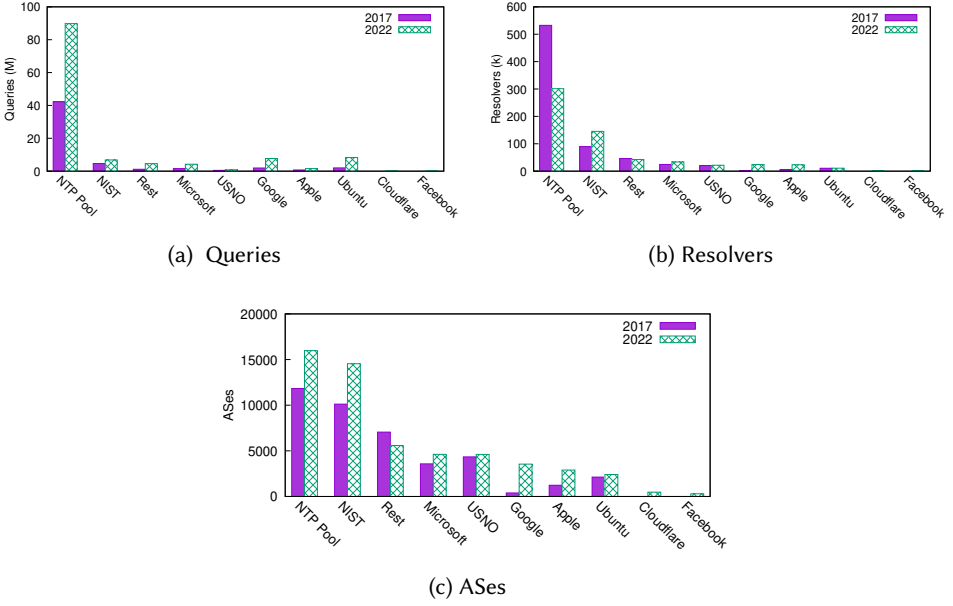 100
80
60
40
20
0
Queries (M)
2017
2022
NTP Pool
NIST
Rest
Microsoft
USNO
Google
Apple
Ubuntu
Cloudflare
Facebook
(a) Queries
600
500
400
300
200
100
0
Resolvers (k)
2017
2022
NTP Pool
NIST
Rest
Microsoft
USNO
Google
Apple
Ubuntu
Cloudflare
Facebook
(b) Resolvers
20000
15000
10000
5000
0
ASes
2017
2022
NTP Pool
NIST
Rest
Microsoft
USNO
Google
Apple
Ubuntu
Cloudflare
Facebook
(c) ASes